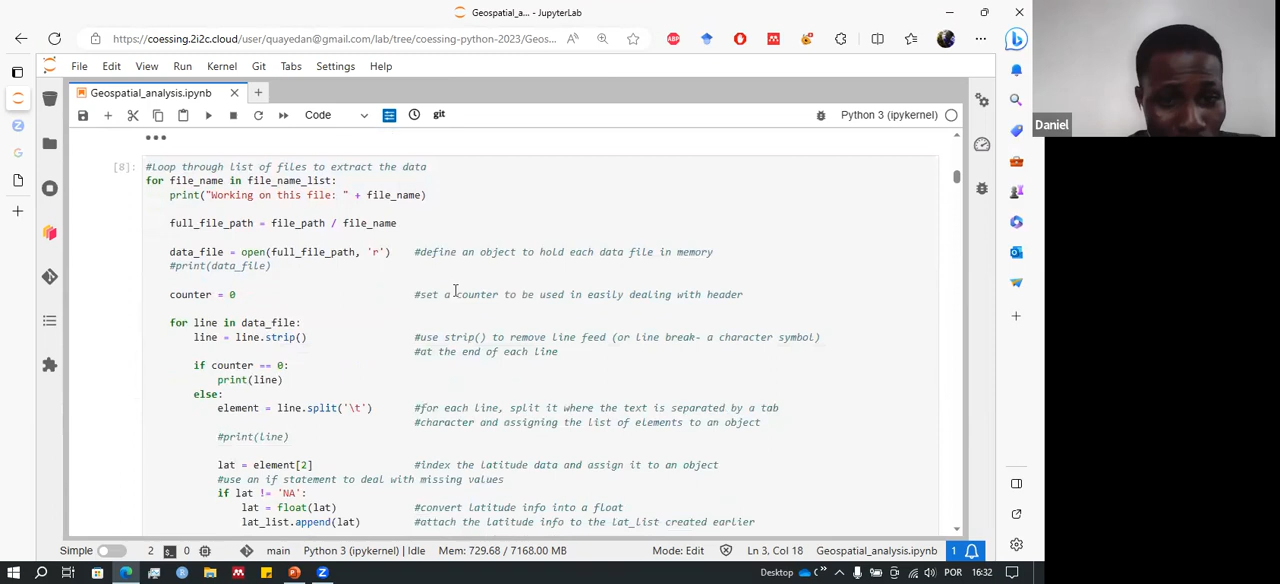 Geospatial_a... - JupyterLab
https://coessing.2i2c.cloud/user/quayedan@gmail.com/lab/tree/coessing-python-2023/Geos...
ABP
File Edit View Run Kernel Git Tabs Settings Help
Geospatial_analysis.ipynb
Code
git
Python 3 (ipykernel)
Daniel
[8]:
#Loop through list of files to extract the data
for file_name in file_name_list:
print("Working on this file: " + file_name)
full_file_path = file_path / file_name
data_file = open(full_file_path, 'r') #define an object to hold each data file in memory
#print(data_file)
counter = 0 #set a counter to be used in easily dealing with header
for line in data_file:
line = line.strip() #use strip() to remove line feed (or line break- a character symbol)
#at the end of each line
if counter == 0:
print(line)
else:
element = line.split('\t') #for each line, split it where the text is separated by a tab
#character and assigning the list of elements to an object
#print(line)
lat = element[2] #index the latitude data and assign it to an object
#use an if statement to deal with missing values
if lat != 'NA':
lat = float(lat) #convert latitude info into a float
lat_list.append(lat) #attach the latitude info to the lat_list created earlier
Simple 2 0 main Python 3 (ipykernel) | Idle Mem: 729.68 / 7168.00 MB Mode: Edit Ln 3, Col 18 Geospatial_analysis.ipynb 1
Desktop POR 16:32